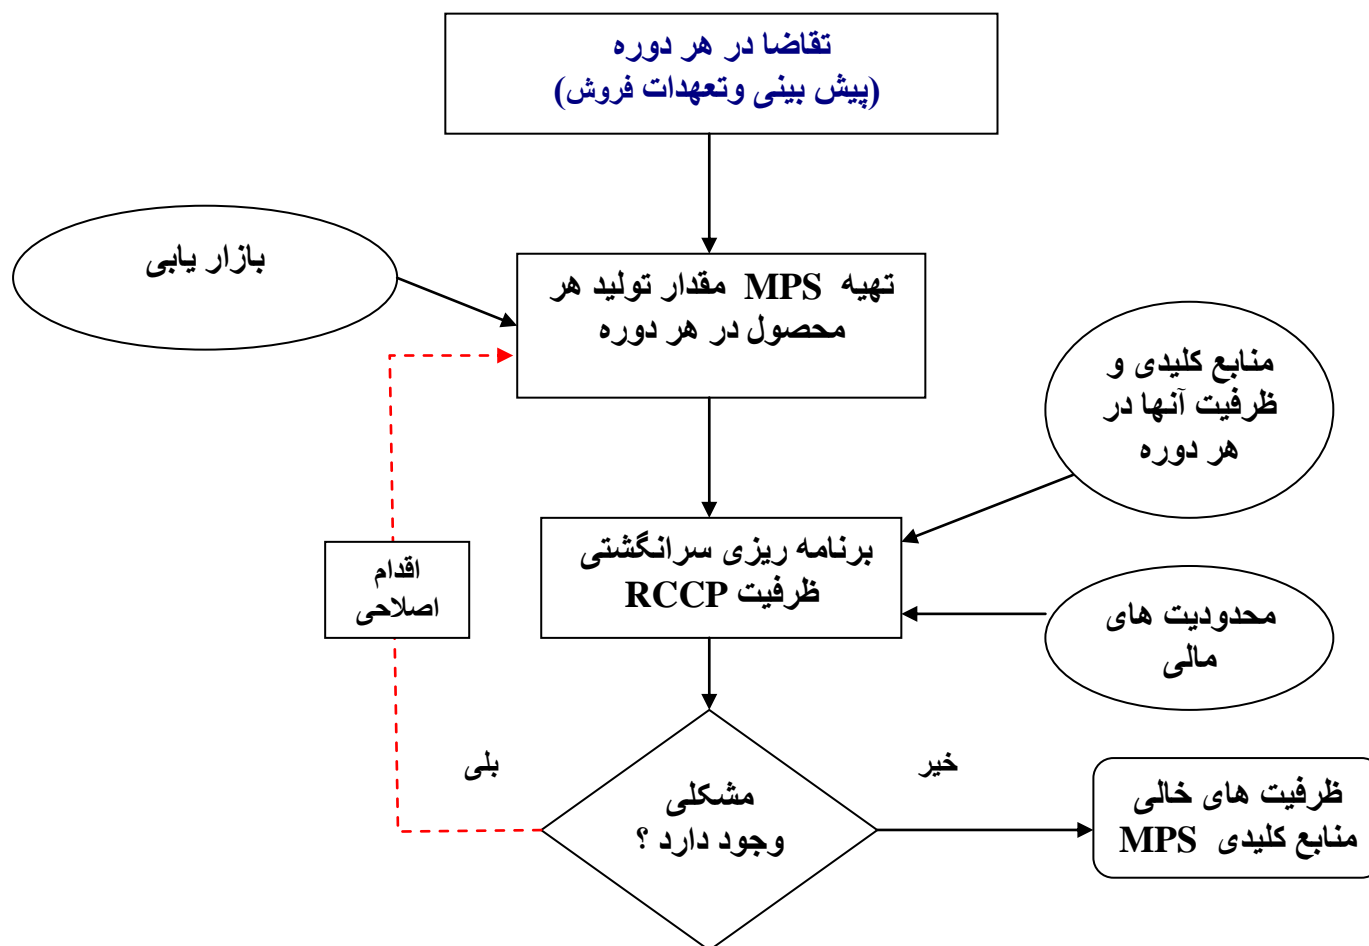 تقاضا در هر دوره
(پیش بینی وتعهدات فروش)
بازار یابی
تهیه MPS مقدار تولید هر
محصول در هر دوره
منابع کلیدی و
ظرفیت آنها در
هر دوره
برنامه ریزی سرانگشتی
ظرفیت RCCP
اقدام
اصلاحی
محدودیت های
مالی
بلی
خیر
مشکلی
وجود دارد ؟
ظرفیت های خالی
منابع کلیدی MPS